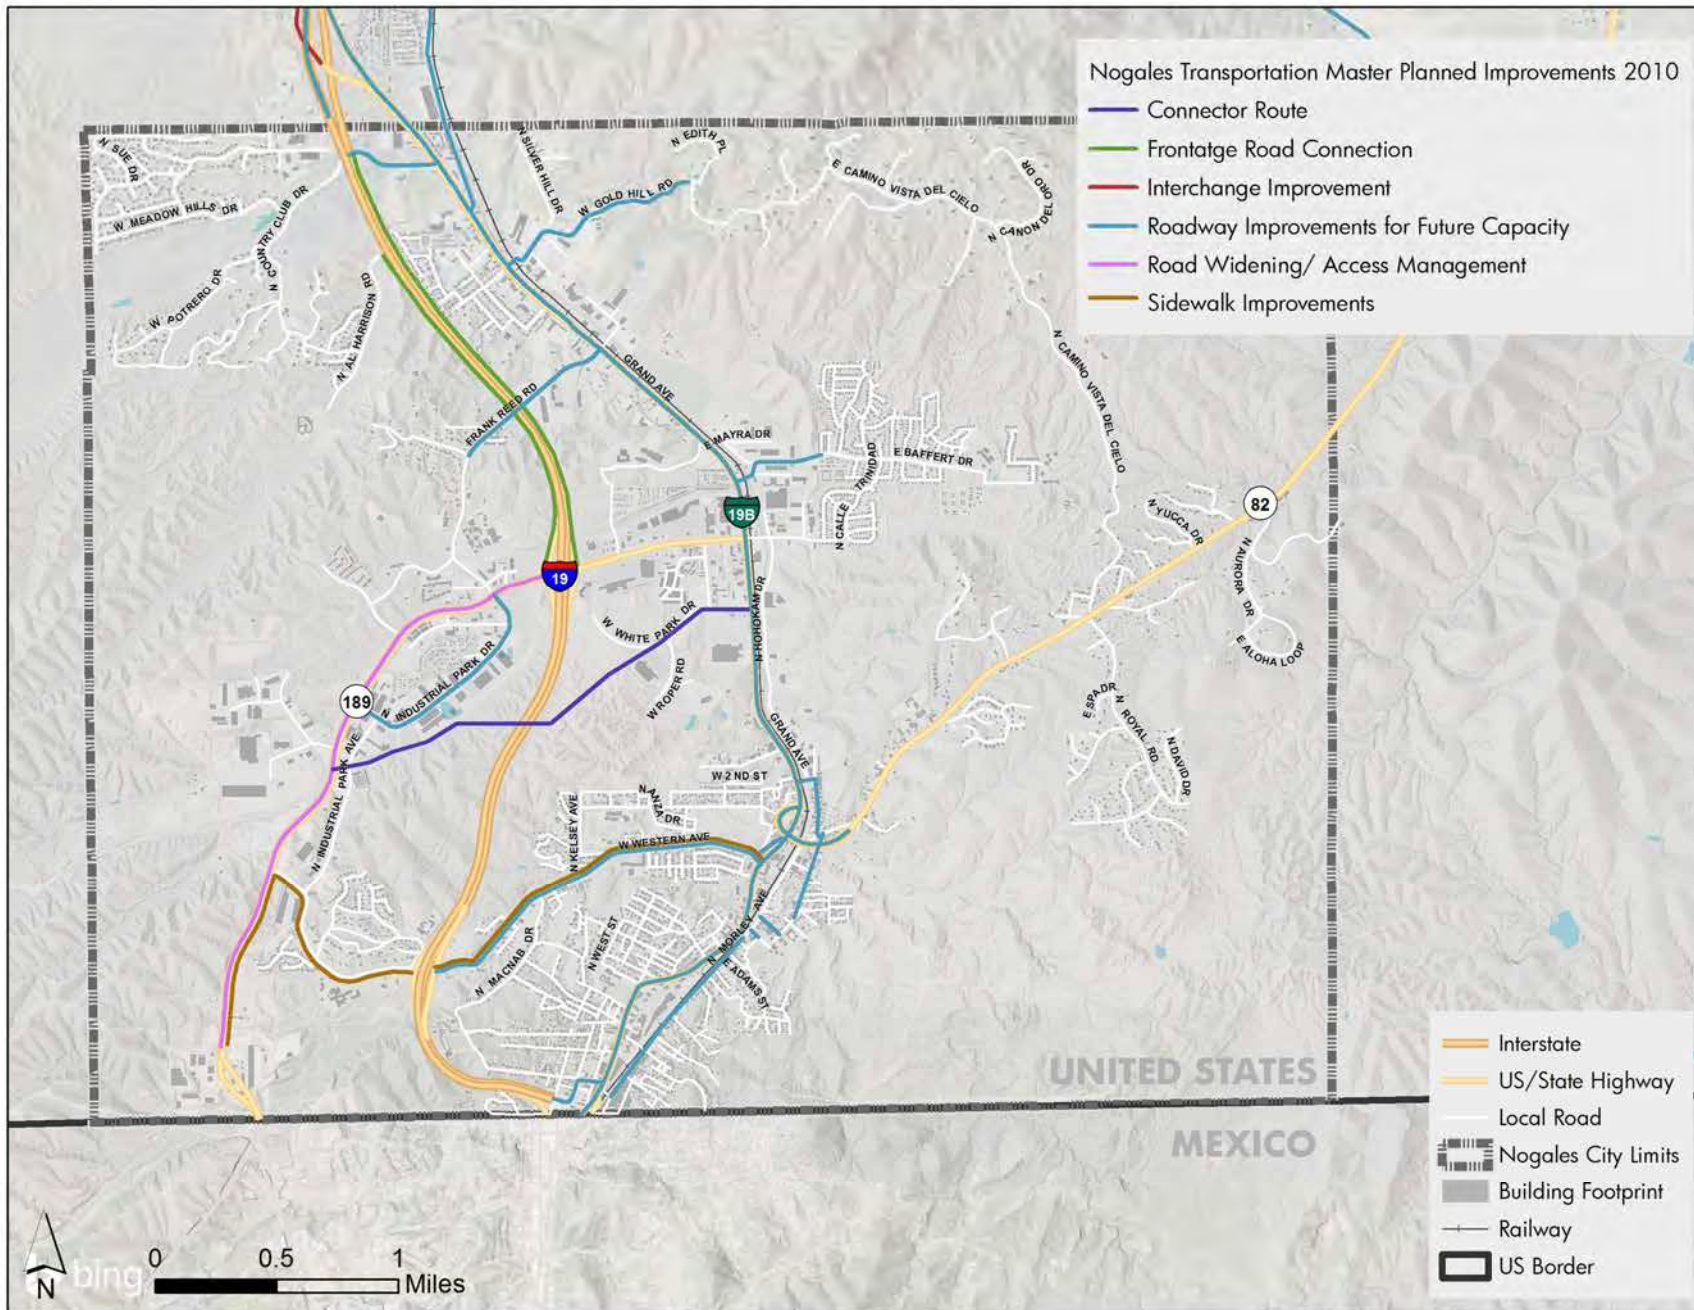 Nogales Transportation Master Planned Improvements 2010
Connector Route
Frontatge Road Connection
Interchange Improvement
Roadway Improvements for Future Capacity
Road Widening/ Access Management
Sidewalk Improvements
N SUE DR
W MEADOW HILLS DR
N COUNTRY CLUB DR
W POTRERO DR
N AL HARRISON RD
N SILVER HILL DR
W GOLD HILL RD
N EDITH PL
E CAMINO VISTA DEL CIELO
N CANON DEL ORO DR
N CAMINO VISTA DEL CIELO
FRANK REED RD
GRAND AVE
E MAYRA DR
E BAFFERT DR
N CALLE TRINIDAD
19B
82
N YUCCA DR
N AURORA DR
E ALOHA LOOP
19
N HOHOKAM DR
W WHITE PARK DR
W ROPER RD
189
N INDUSTRIAL PARK DR
N INDUSTRIAL PARK AVE
E SPA DR
N ROYAL RD
N DAVID DR
GRAND AVE
W 2ND ST
N ANZA DR
N KELSEY AVE
W WESTERN AVE
N MACNAB DR
N WEST ST
N MORLEY AVE
E ADAMS ST
UNITED STATES
MEXICO
Interstate
US/State Highway
Local Road
Nogales City Limits
Building Footprint
Railway
US Border
N
bing
0 0.5 1
Miles